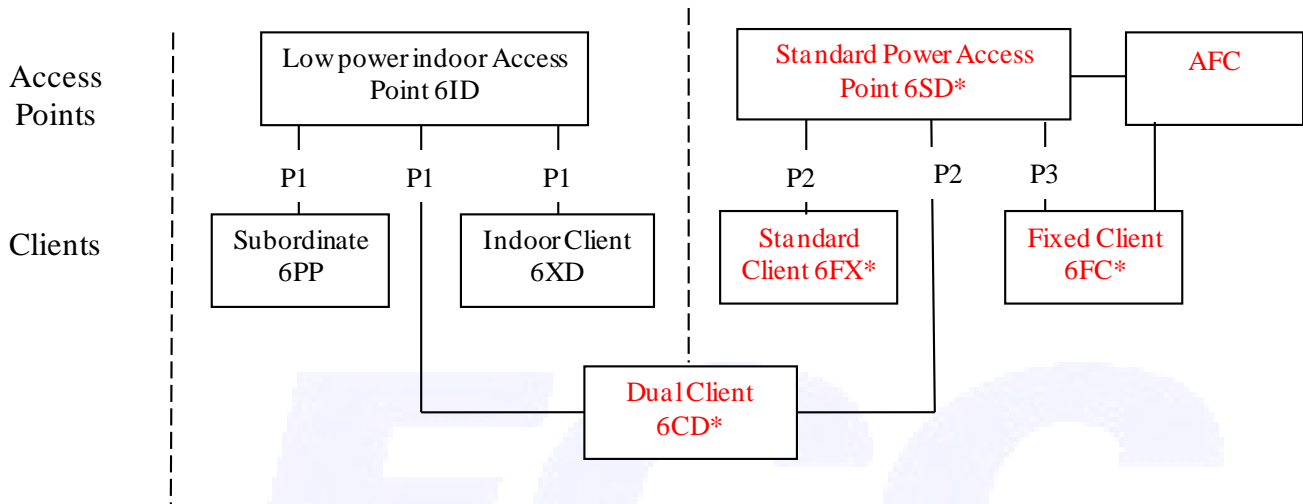 Access
Points
Low power indoor Access
Point 6ID
Standard Power Access
Point 6SD*
AFC
P1
P1
P1
P2
P2
P3
Clients
Subordinate
6PP
Indoor Client
6XD
Standard
Client 6FX*
Fixed Client
6FC*
Dual Client
6CD*
FCC